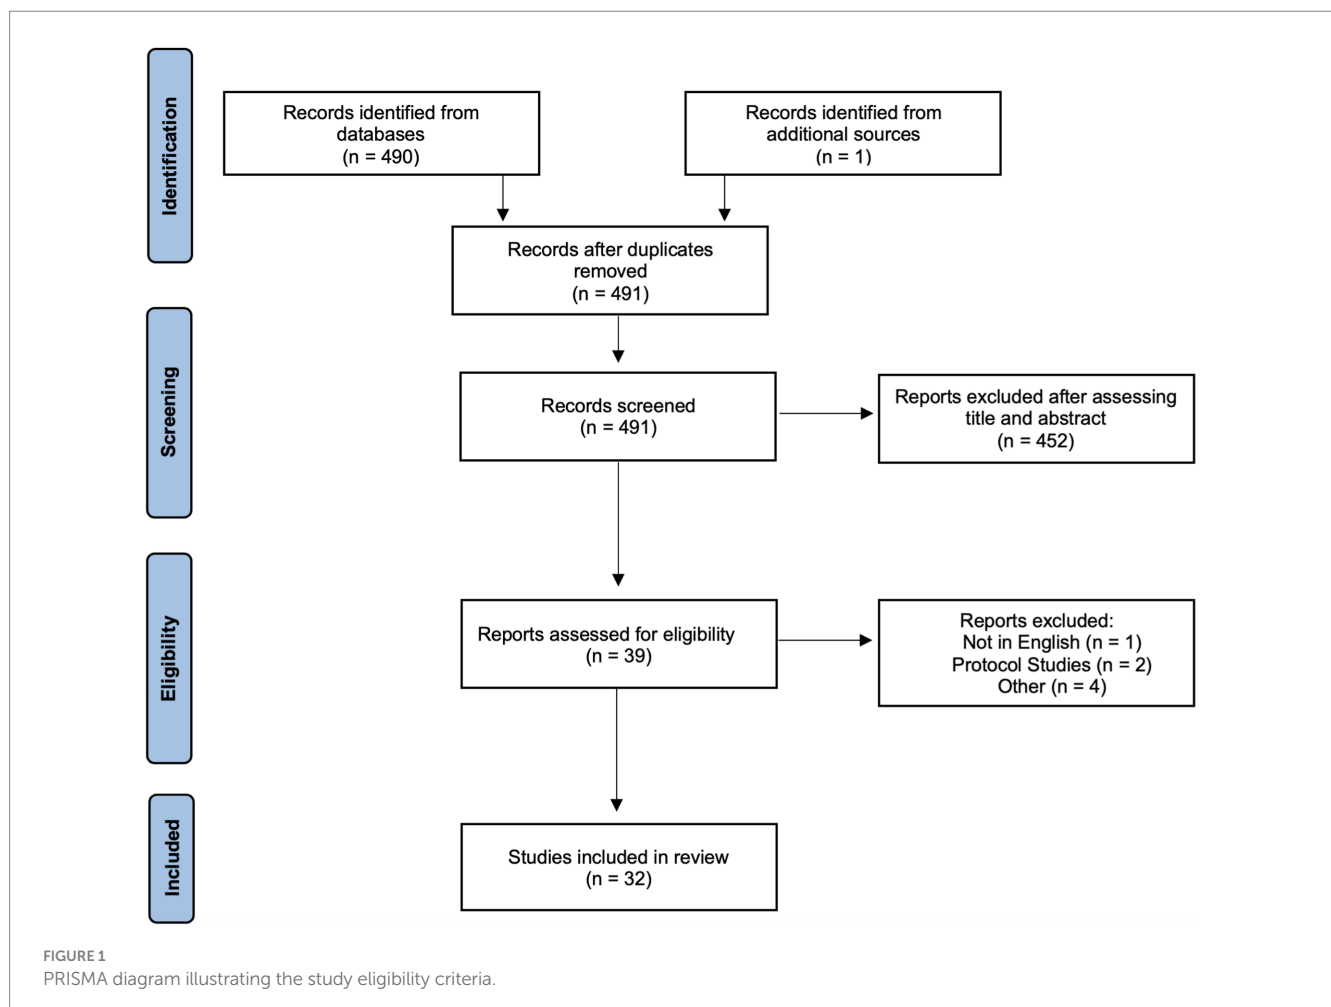 Identification
Records identified from
databases
(n = 490)
Records identified from
additional sources
(n = 1)
Records after duplicates
removed
(n = 491)
Screening
Records screened
(n = 491)
Reports excluded after assessing
title and abstract
(n = 452)
Eligibility
Reports assessed for eligibility
(n = 39)
Reports excluded:
Not in English (n = 1)
Protocol Studies (n = 2)
Other (n = 4)
Included
Studies included in review
(n = 32)
FIGURE 1
PRISMA diagram illustrating the study eligibility criteria.